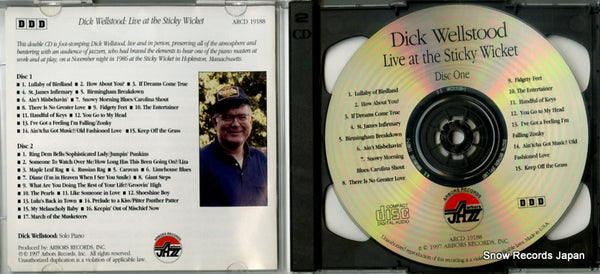 DDD
Dick Wellstood: Live at the Sticky Wicket
ARCD 19188
This double CD is foot-stomping Dick Wellstood, live and in person, presenting all of the atmosphere and
bantering with an audience of jazzers, who had braved the elements to hear one of the piano masters at
work and at play, on a November night in 1986 at the Sticky Wicket in Hopkinton, Massachusetts.
Disc 1
1. Lullaby of Birdland ■ 2. How About You? ■ 3. If Dreams Come True
4. St. James Infirmary ■ 5. Birmingham Breakdown
6. Ain't Misbehavin' ■ 7. Snowy Morning Blues/Carolina Shout
8. There Is No Greater Love ■ 9. Fidgety Feet ■ 10. The Entertainer
11. Handful of Keys ■ 12. You Go to My Head
13. I've Got a Feeling I'm Falling/Zonky
14. Ain'tcha Got Music/Old Fashioned Love ■ 15. Keep Off the Grass
Disc 2
1. Ring Dem Bells/Sophisticated Lady/Jumpin' Punkins
2. Someone to Watch Over Me/How Long Has This Been Going On?/Liza
3. Maple Leaf Rag ■ 4. Russian Rag ■ 5. Caravan ■ 6. Limehouse Blues
7. Diane (I'm in Heaven When I See You Smile) ■ 8. Giant Steps
9. What Are You Doing The Rest of Your Life?/Groovin' High
10. The Pearls ■ 11. Like Someone in Love ■ 12. Shoeshine Boy
13. Lulu's Back in Town ■ 14. Prelude to a Kiss/Pitter Panther Patter
15. My Melancholy Baby ■ 16. Keepin' Out of Mischief Now
17. March of the Musketeers
Dick Wellstood: Solo Piano
Produced by ARBORS RECORDS, INC.
℗ © 1997 Arbors Records, Inc. All Rights Reserved.
Unauthorized duplication is a violation of applicable laws.
ARBORS RECORDS
JAZZ
2
CD
Dick Wellstood
Live at the Sticky Wicket
Disc One
1. Lullaby of Birdland
2. How About You?
3. If Dreams Come True
4. St. James Infirmary
5. Birmingham Breakdown
6. Ain't Misbehavin'
7. Snowy Morning
Blues/Carolina Shout
8. There Is No Greater Love
9. Fidgety Feet
10. The Entertainer
11. Handful of Keys
12. You Go to My Head
13. I've Got a Feeling I'm
Falling/Zonky
14. Ain'tcha Got Music/ Old
Fashioned Love
15. Keep Off the Grass
COMPACT
disc
DIGITAL AUDIO
ARBORS RECORDS
JAZZ
DDD
ARCD 19188
℗ © 1997 ARBORS RECORDS, INC.
Snow Records Japan